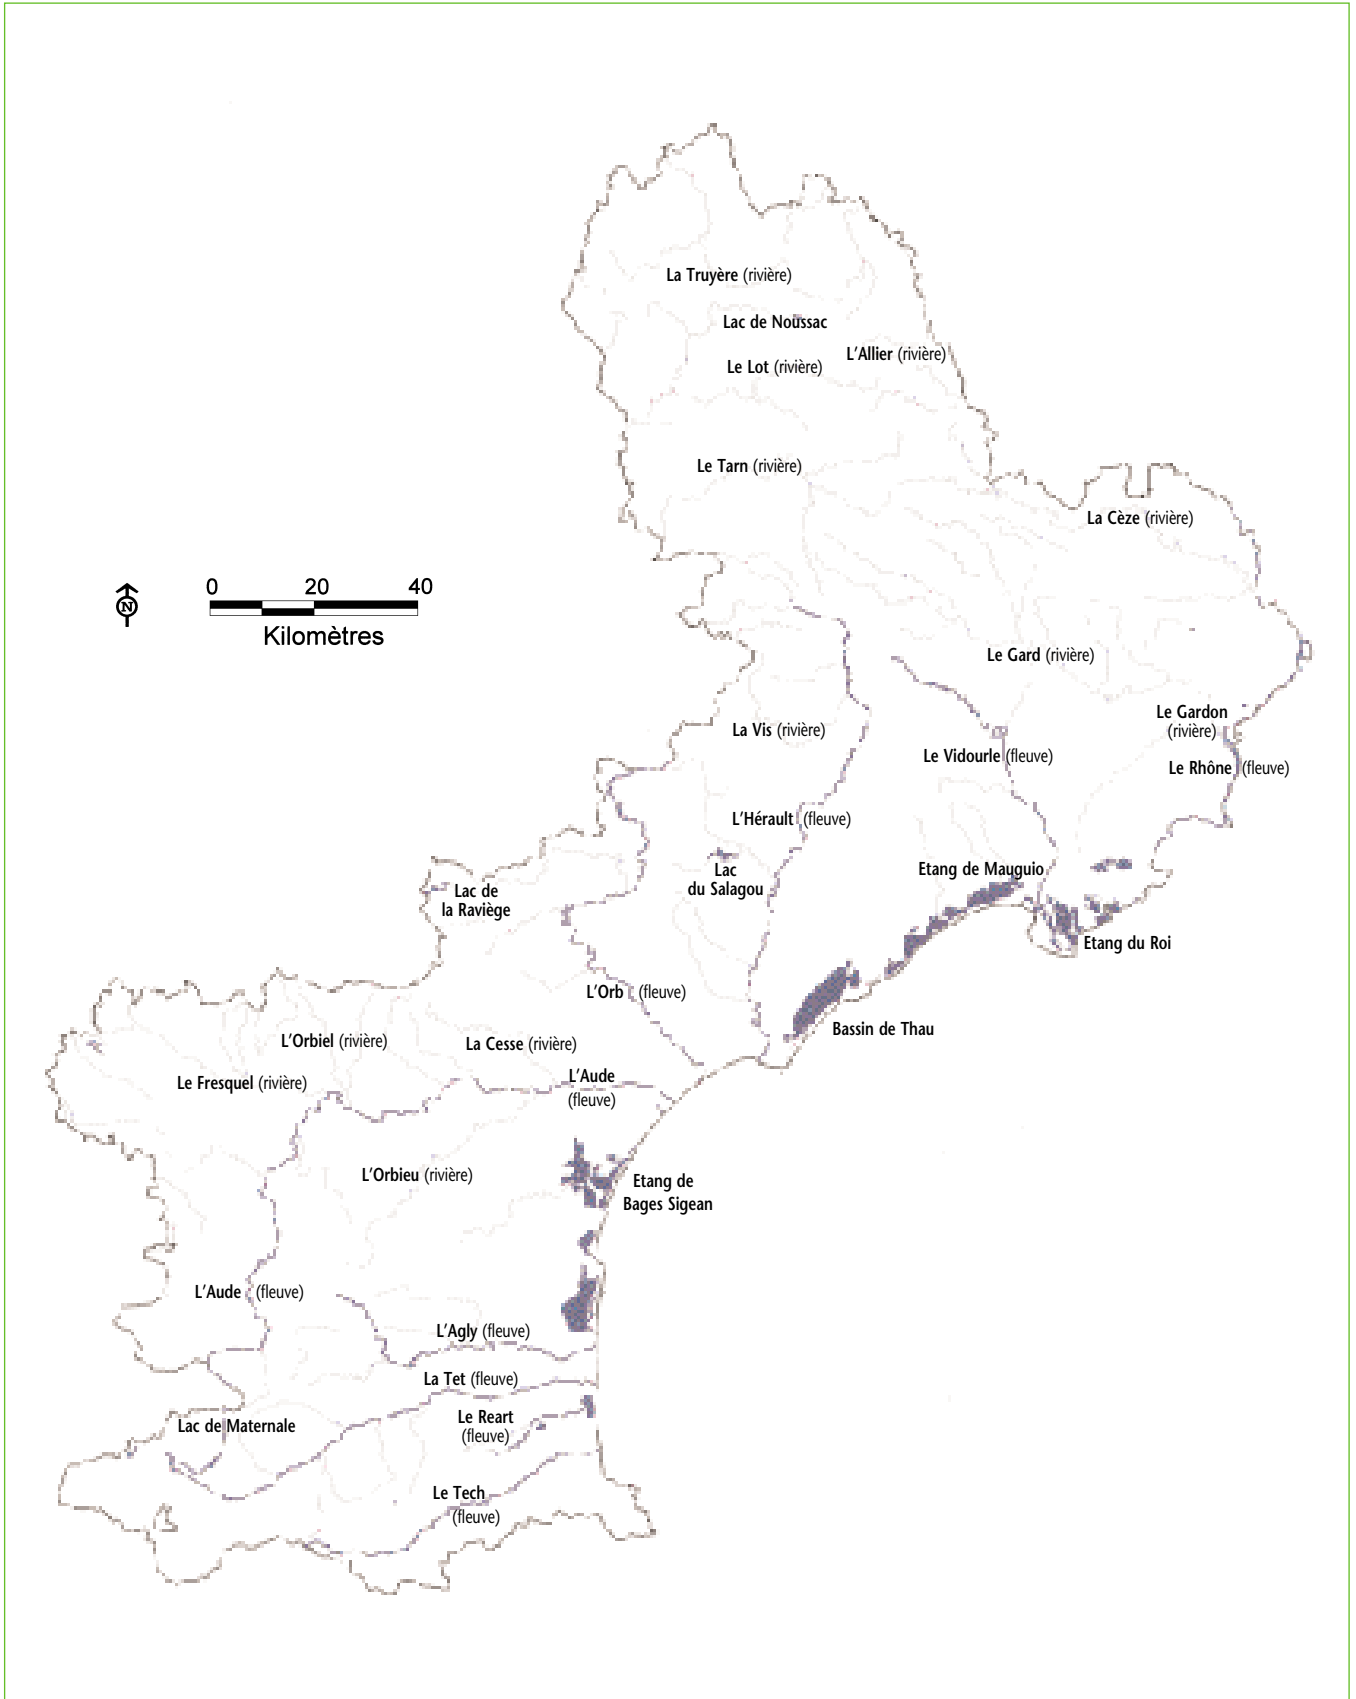 La Truyère (rivière)
Lac de Noussac
L'Allier (rivière)
Le Lot (rivière)
Le Tarn (rivière)
La Cèze (rivière)
0 20 40
N
Kilomètres
Le Gard (rivière)
Le Gardon
(rivière)
La Vis (rivière)
Le Vidourle (fleuve)
Le Rhône (fleuve)
L'Hérault (fleuve)
Lac
du Salagou
Etang de Mauguio
Lac de
la Raviège
Etang du Roi
L'Orb (fleuve)
Bassin de Thau
L'Orbiel (rivière)
La Cesse (rivière)
Le Fresquel (rivière)
L'Aude
(fleuve)
L'Orbieu (rivière)
Etang de
Bages Sigean
L'Aude (fleuve)
L'Agly (fleuve)
La Tet (fleuve)
Le Reart
(fleuve)
Lac de Maternale
Le Tech
(fleuve)